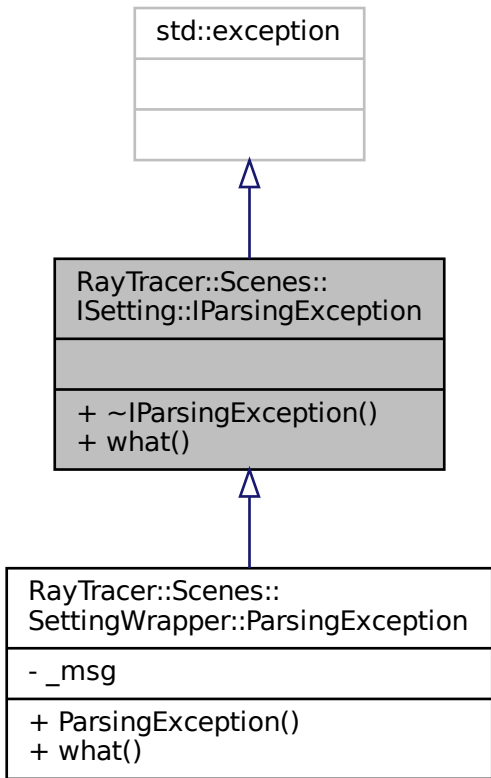 std::exception
RayTracer::Scenes::
ISetting::IParsingException
+ ~IParsingException()
+ what()
RayTracer::Scenes::
SettingWrapper::ParsingException
- _msg
+ ParsingException()
+ what()